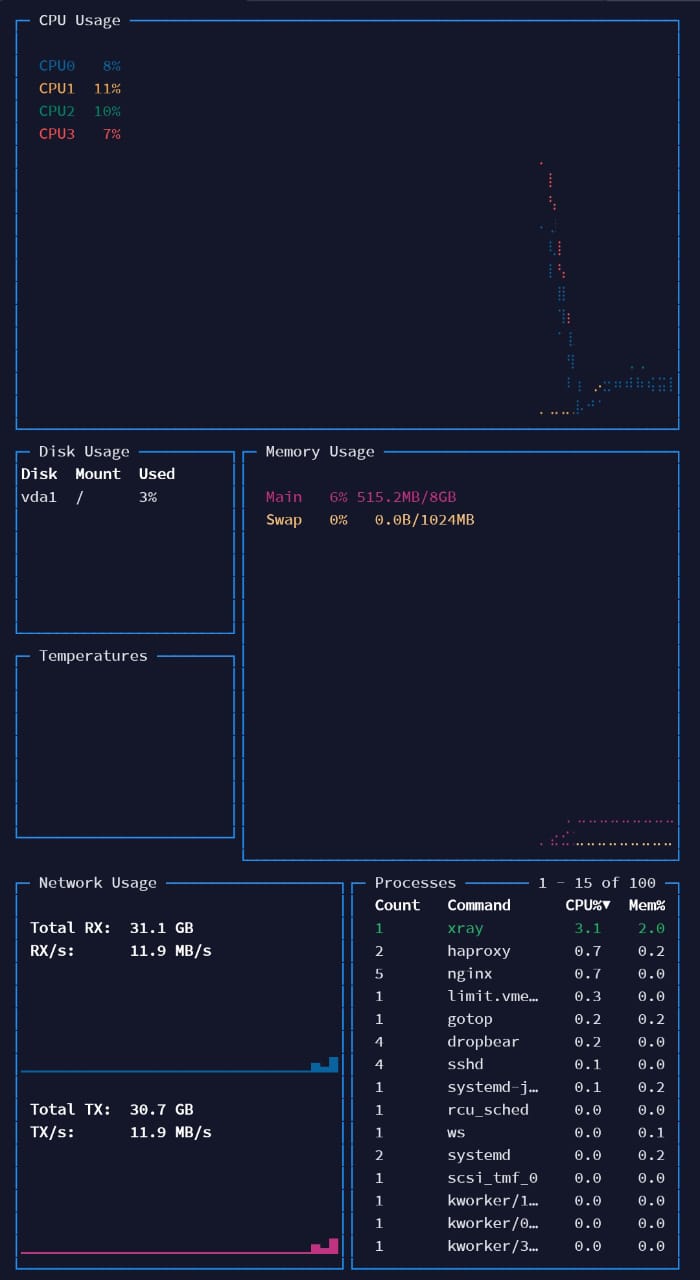 CPU Usage
CPU0 8%
CPU1 11%
CPU2 10%
CPU3 7%
Disk Usage
Disk Mount Used
vda1 / 3%
Memory Usage
Main 6% 515.2MB/8GB
Swap 0% 0.0B/1024MB
Temperatures
Network Usage
Total RX: 31.1 GB
RX/s: 11.9 MB/s
Total TX: 30.7 GB
TX/s: 11.9 MB/s
Processes 1 - 15 of 100
Count Command CPU%▼ Mem%
1 xray 3.1 2.0
2 haproxy 0.7 0.2
5 nginx 0.7 0.0
1 limit.vme… 0.3 0.0
1 gotop 0.2 0.2
4 dropbear 0.2 0.0
4 sshd 0.1 0.0
1 systemd-j… 0.1 0.2
1 rcu_sched 0.0 0.0
1 ws 0.0 0.1
2 systemd 0.0 0.2
1 scsi_tmf_0 0.0 0.0
1 kworker/1… 0.0 0.0
1 kworker/0… 0.0 0.0
1 kworker/3… 0.0 0.0